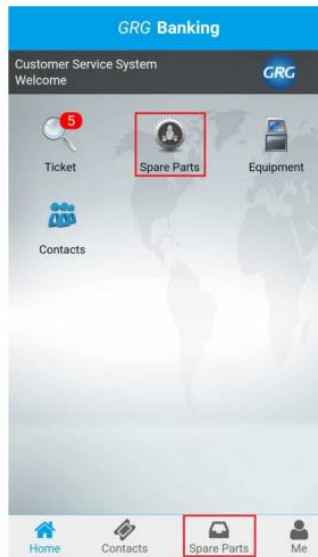 GRG Banking
Customer Service System
Welcome
GRG
5
Ticket
Spare Parts
Equipment
Contacts
Home
Contacts
Spare Parts
Me